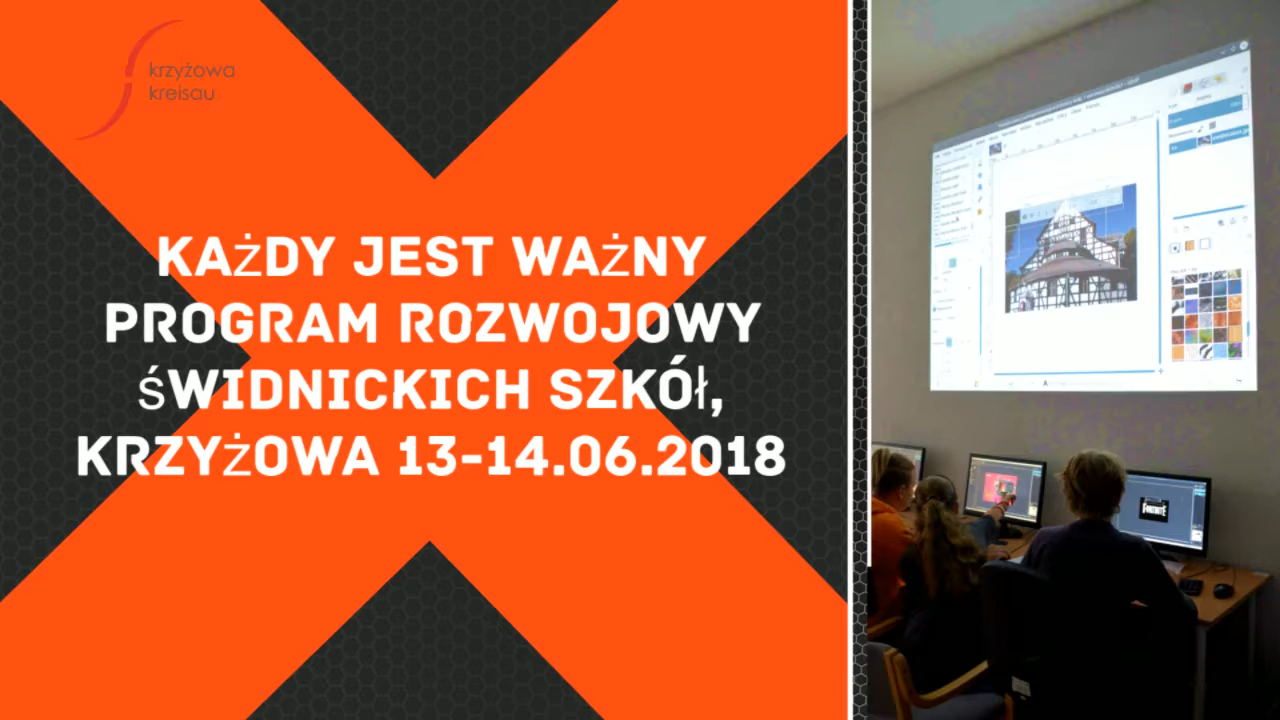 krzyżowa
kreisau
KAŻDY JEST WAŻNY
PROGRAM ROZWOJOWY
ŚWIDNICKICH SZKÓŁ,
KRZYŻOWA 13-14.06.2018
FORTNITE